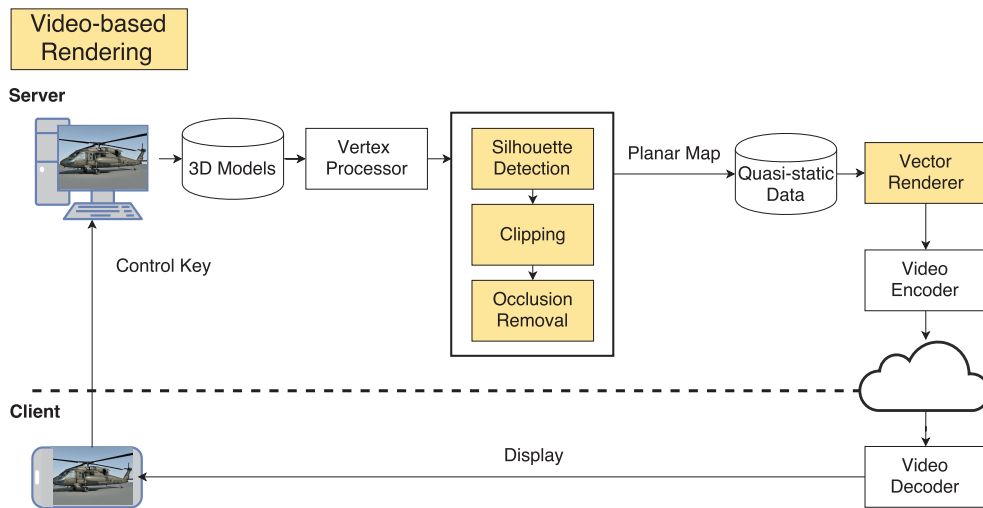 Video-based
Rendering
Server
3D Models
Vertex
Processor
Silhouette
Detection
Clipping
Occlusion
Removal
Planar Map
Quasi-static
Data
Vector
Renderer
Video
Encoder
Control Key
Client
Display
Video
Decoder